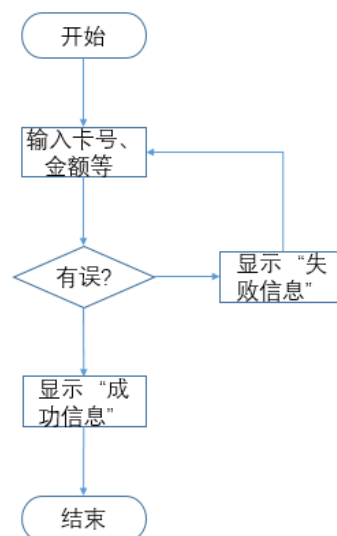 开始
输入卡号、
金额等
有误?
显示“失
败信息”
显示“成
功信息”
结束